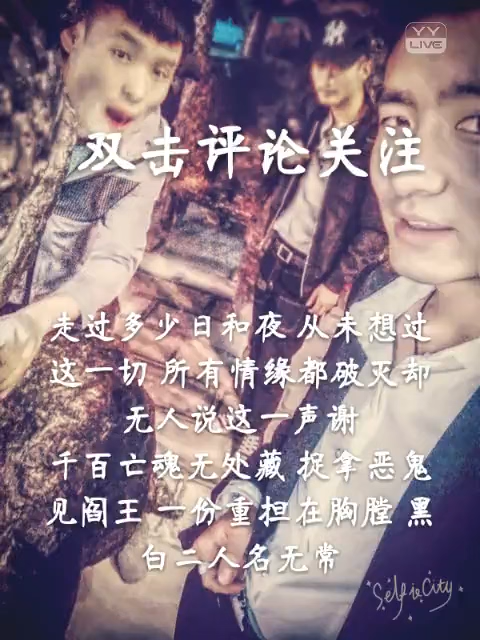 YY
LIVE
NY
双击评论关注
走过多少日和夜 从未想过
这一切 所有情缘都破灭却
无人说这一声谢
千百亡魂无处藏 捉拿恶鬼
见阎王 一份重担在胸膛 黑
白二人名无常
SelfieCity